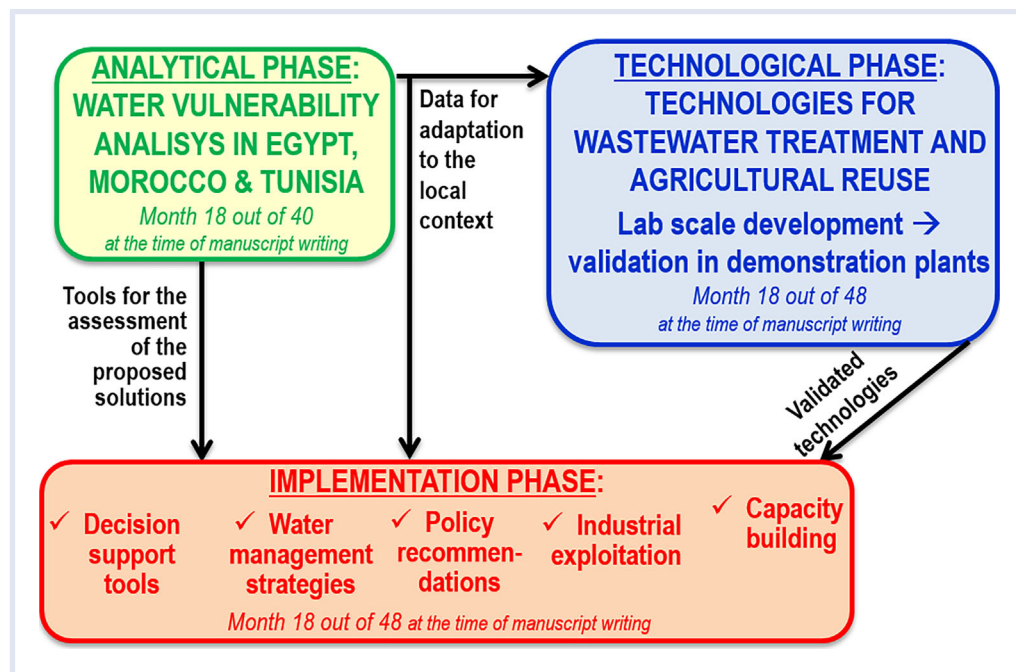 ANALYTICAL PHASE:
WATER VULNERABILITY
ANALISYS IN EGYPT,
MOROCCO & TUNISIA
Month 18 out of 40
at the time of manuscript writing
Data for
adaptation
to the
local
context
TECHNOLOGICAL PHASE:
TECHNOLOGIES FOR
WASTEWATER TREATMENT AND
AGRICULTURAL REUSE
Lab scale development →
validation in demonstration plants
Month 18 out of 48
at the time of manuscript writing
Tools for the
assessment
of the
proposed
solutions
Validated
technologies
IMPLEMENTATION PHASE:
✓ Decision
support
tools
✓ Water
management
strategies
✓ Policy
recommen-
dations
✓ Industrial
exploitation
✓ Capacity
building
Month 18 out of 48 at the time of manuscript writing